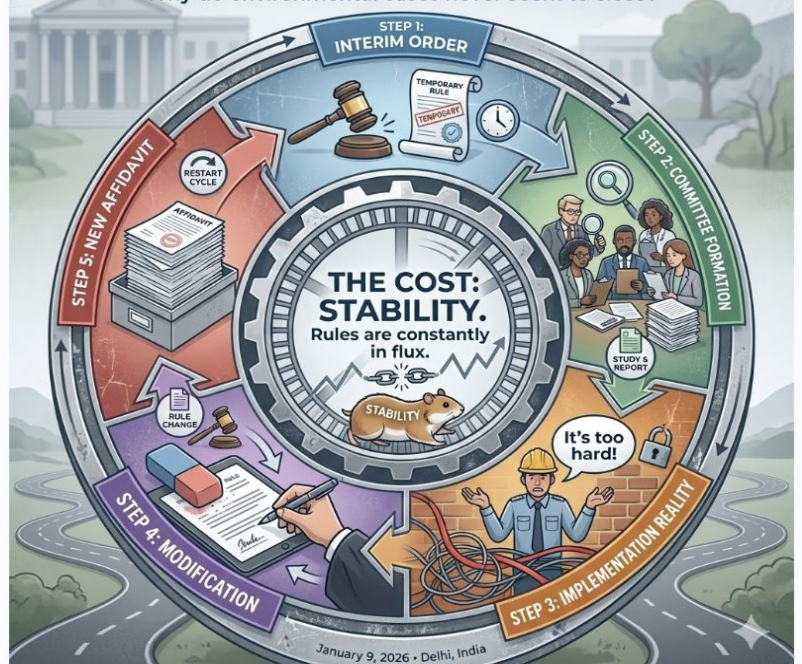 STEP 1:
INTERIM ORDER
TEMPORARY
RULE
RESTART
CYCLE
AFFIDAVIT
STEP 5: NEW AFFIDAVIT
STEP 2: COMMITTEE FORMATION
THE COST:
STABILITY.
Rules are constantly
in flux.
STABILITY
STUDY &
REPORT
RULE
CHANGE
It's too
hard!
STEP 4: MODIFICATION
STEP 3: IMPLEMENTATION REALITY
January 9, 2026 • Delhi, India